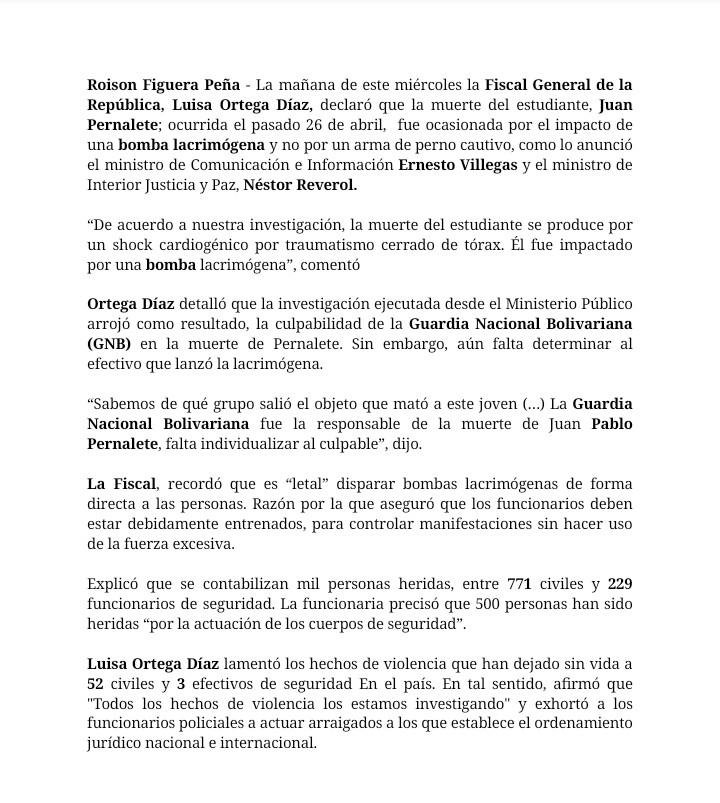 Roison Figuera Peña - La mañana de este miércoles la Fiscal General de la
República, Luisa Ortega Díaz, declaró que la muerte del estudiante, Juan
Pernalete; ocurrida el pasado 26 de abril, fue ocasionada por el impacto de
una bomba lacrimógena y no por un arma de perno cautivo, como lo anunció
el ministro de Comunicación e Información Ernesto Villegas y el ministro de
Interior Justicia y Paz, Néstor Reverol.
“De acuerdo a nuestra investigación, la muerte del estudiante se produce por
un shock cardiogénico por traumatismo cerrado de tórax. Él fue impactado
por una bomba lacrimógena”, comentó
Ortega Díaz detalló que la investigación ejecutada desde el Ministerio Público
arrojó como resultado, la culpabilidad de la Guardia Nacional Bolivariana
(GNB) en la muerte de Pernalete. Sin embargo, aún falta determinar al
efectivo que lanzó la lacrimógena.
“Sabemos de qué grupo salió el objeto que mató a este joven (...) La Guardia
Nacional Bolivariana fue la responsable de la muerte de Juan Pablo
Pernalete, falta individualizar al culpable”, dijo.
La Fiscal, recordó que es “letal” disparar bombas lacrimógenas de forma
directa a las personas. Razón por la que aseguró que los funcionarios deben
estar debidamente entrenados, para controlar manifestaciones sin hacer uso
de la fuerza excesiva.
Explicó que se contabilizan mil personas heridas, entre 771 civiles y 229
funcionarios de seguridad. La funcionaria precisó que 500 personas han sido
heridas “por la actuación de los cuerpos de seguridad”.
Luisa Ortega Díaz lamentó los hechos de violencia que han dejado sin vida a
52 civiles y 3 efectivos de seguridad En el país. En tal sentido, afirmó que
"Todos los hechos de violencia los estamos investigando" y exhortó a los
funcionarios policiales a actuar arraigados a los que establece el ordenamiento
jurídico nacional e internacional.